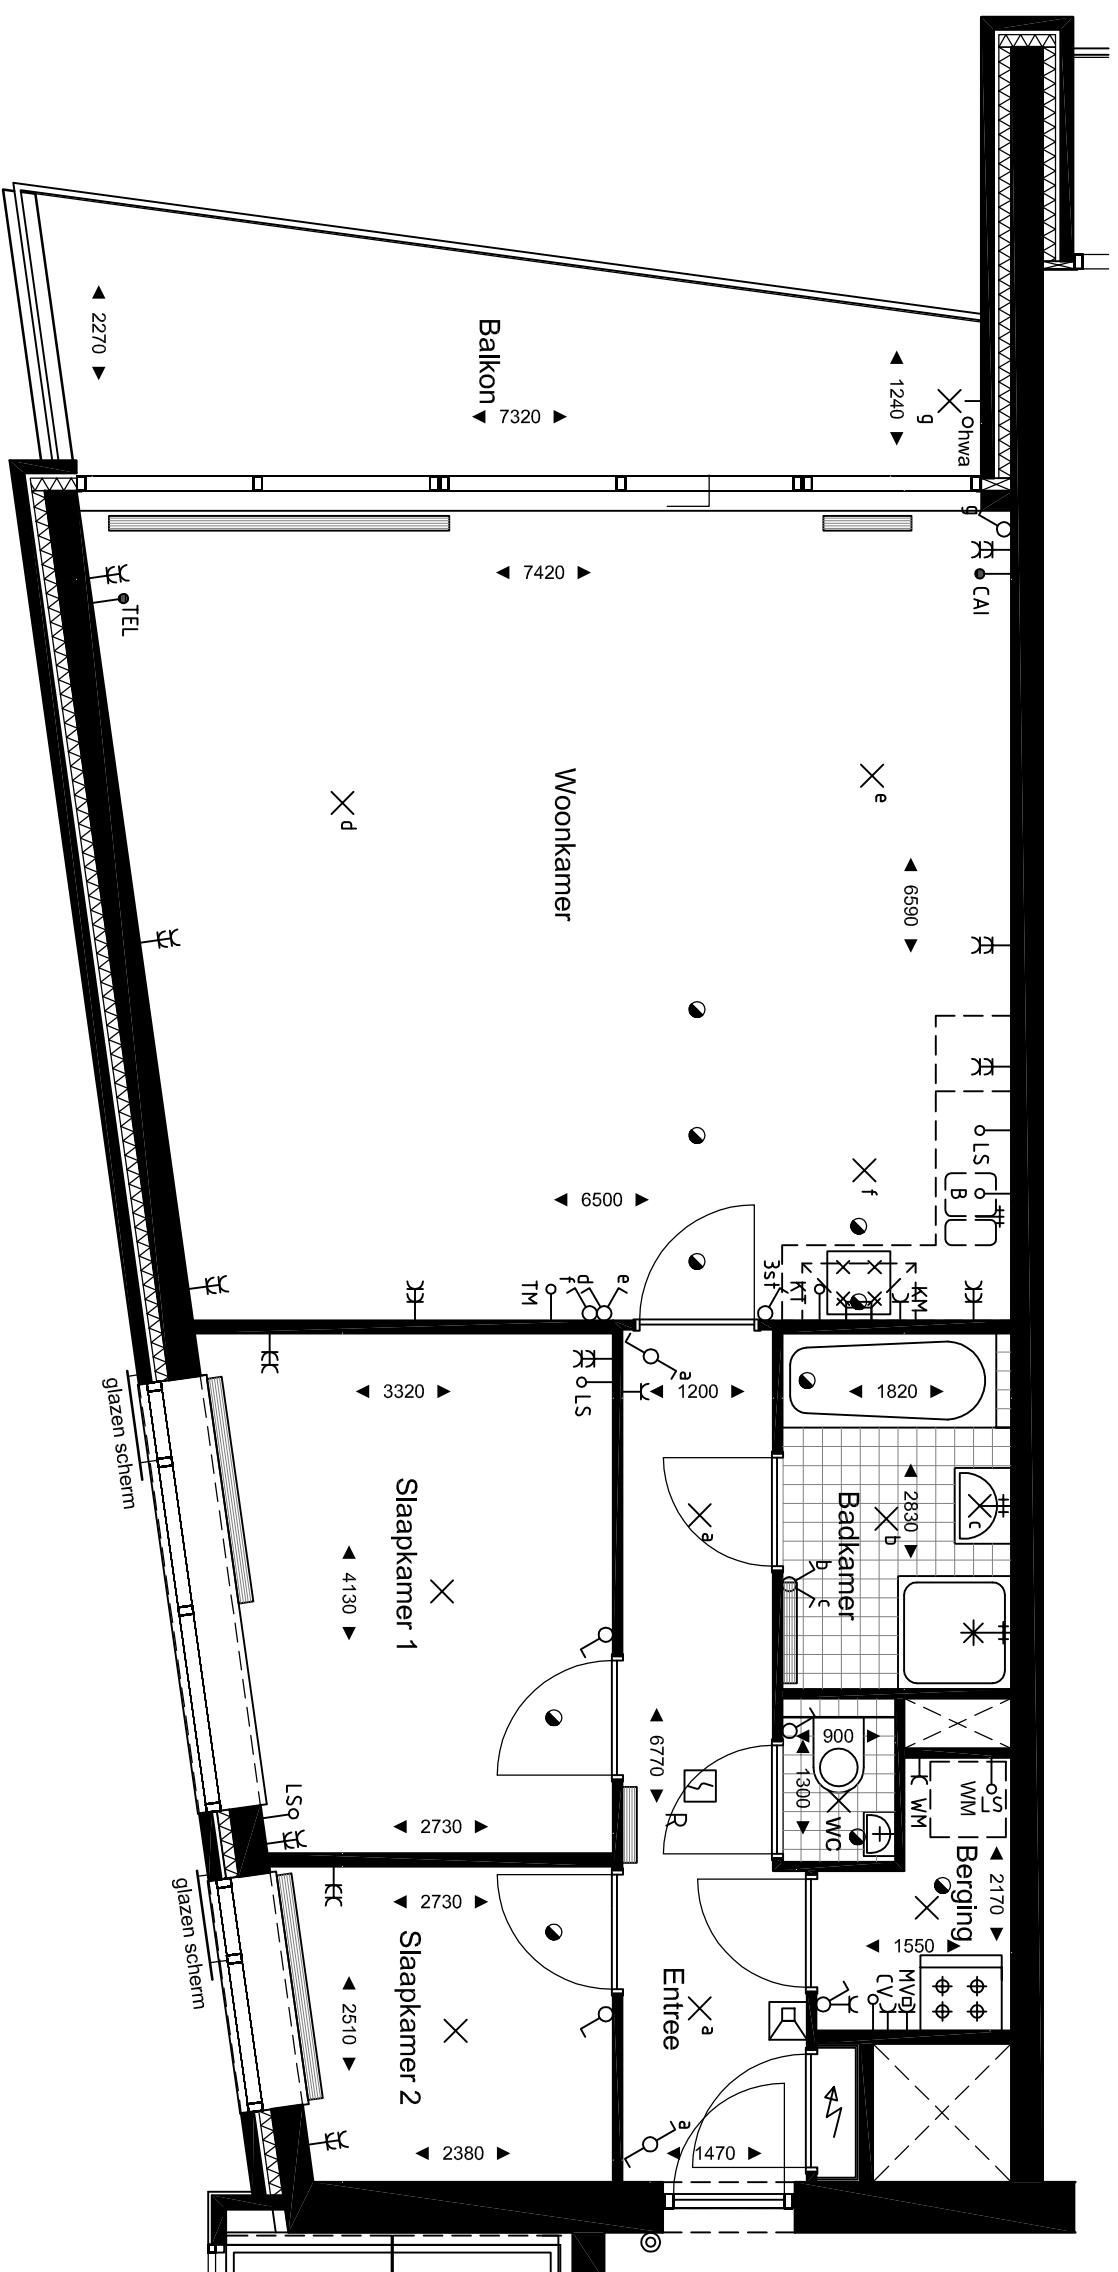 Balkon
2270
7320
1240
g
hwa
g
CAI
TEL
7420
Woonkamer
d
e
6590
f
6500
LS
B
TM
f
d
e
3st
KT
KM
a
1200
1820
LS
3320
glazen scherm
Slaapkamer 1
4130
a
Badkamer
2830
b
c
b
c
6770
R
900
1300
wc
WM
WM
LS
Berging
2170
1550
LS
2730
2730
glazen scherm
Slaapkamer 2
2510
2380
Entree
a
MV
CV
a
1470